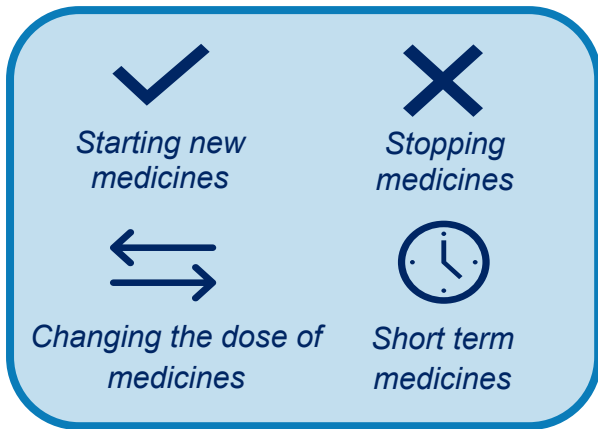 Starting new
medicines
Stopping
medicines
Changing the dose of
medicines
Short term
medicines